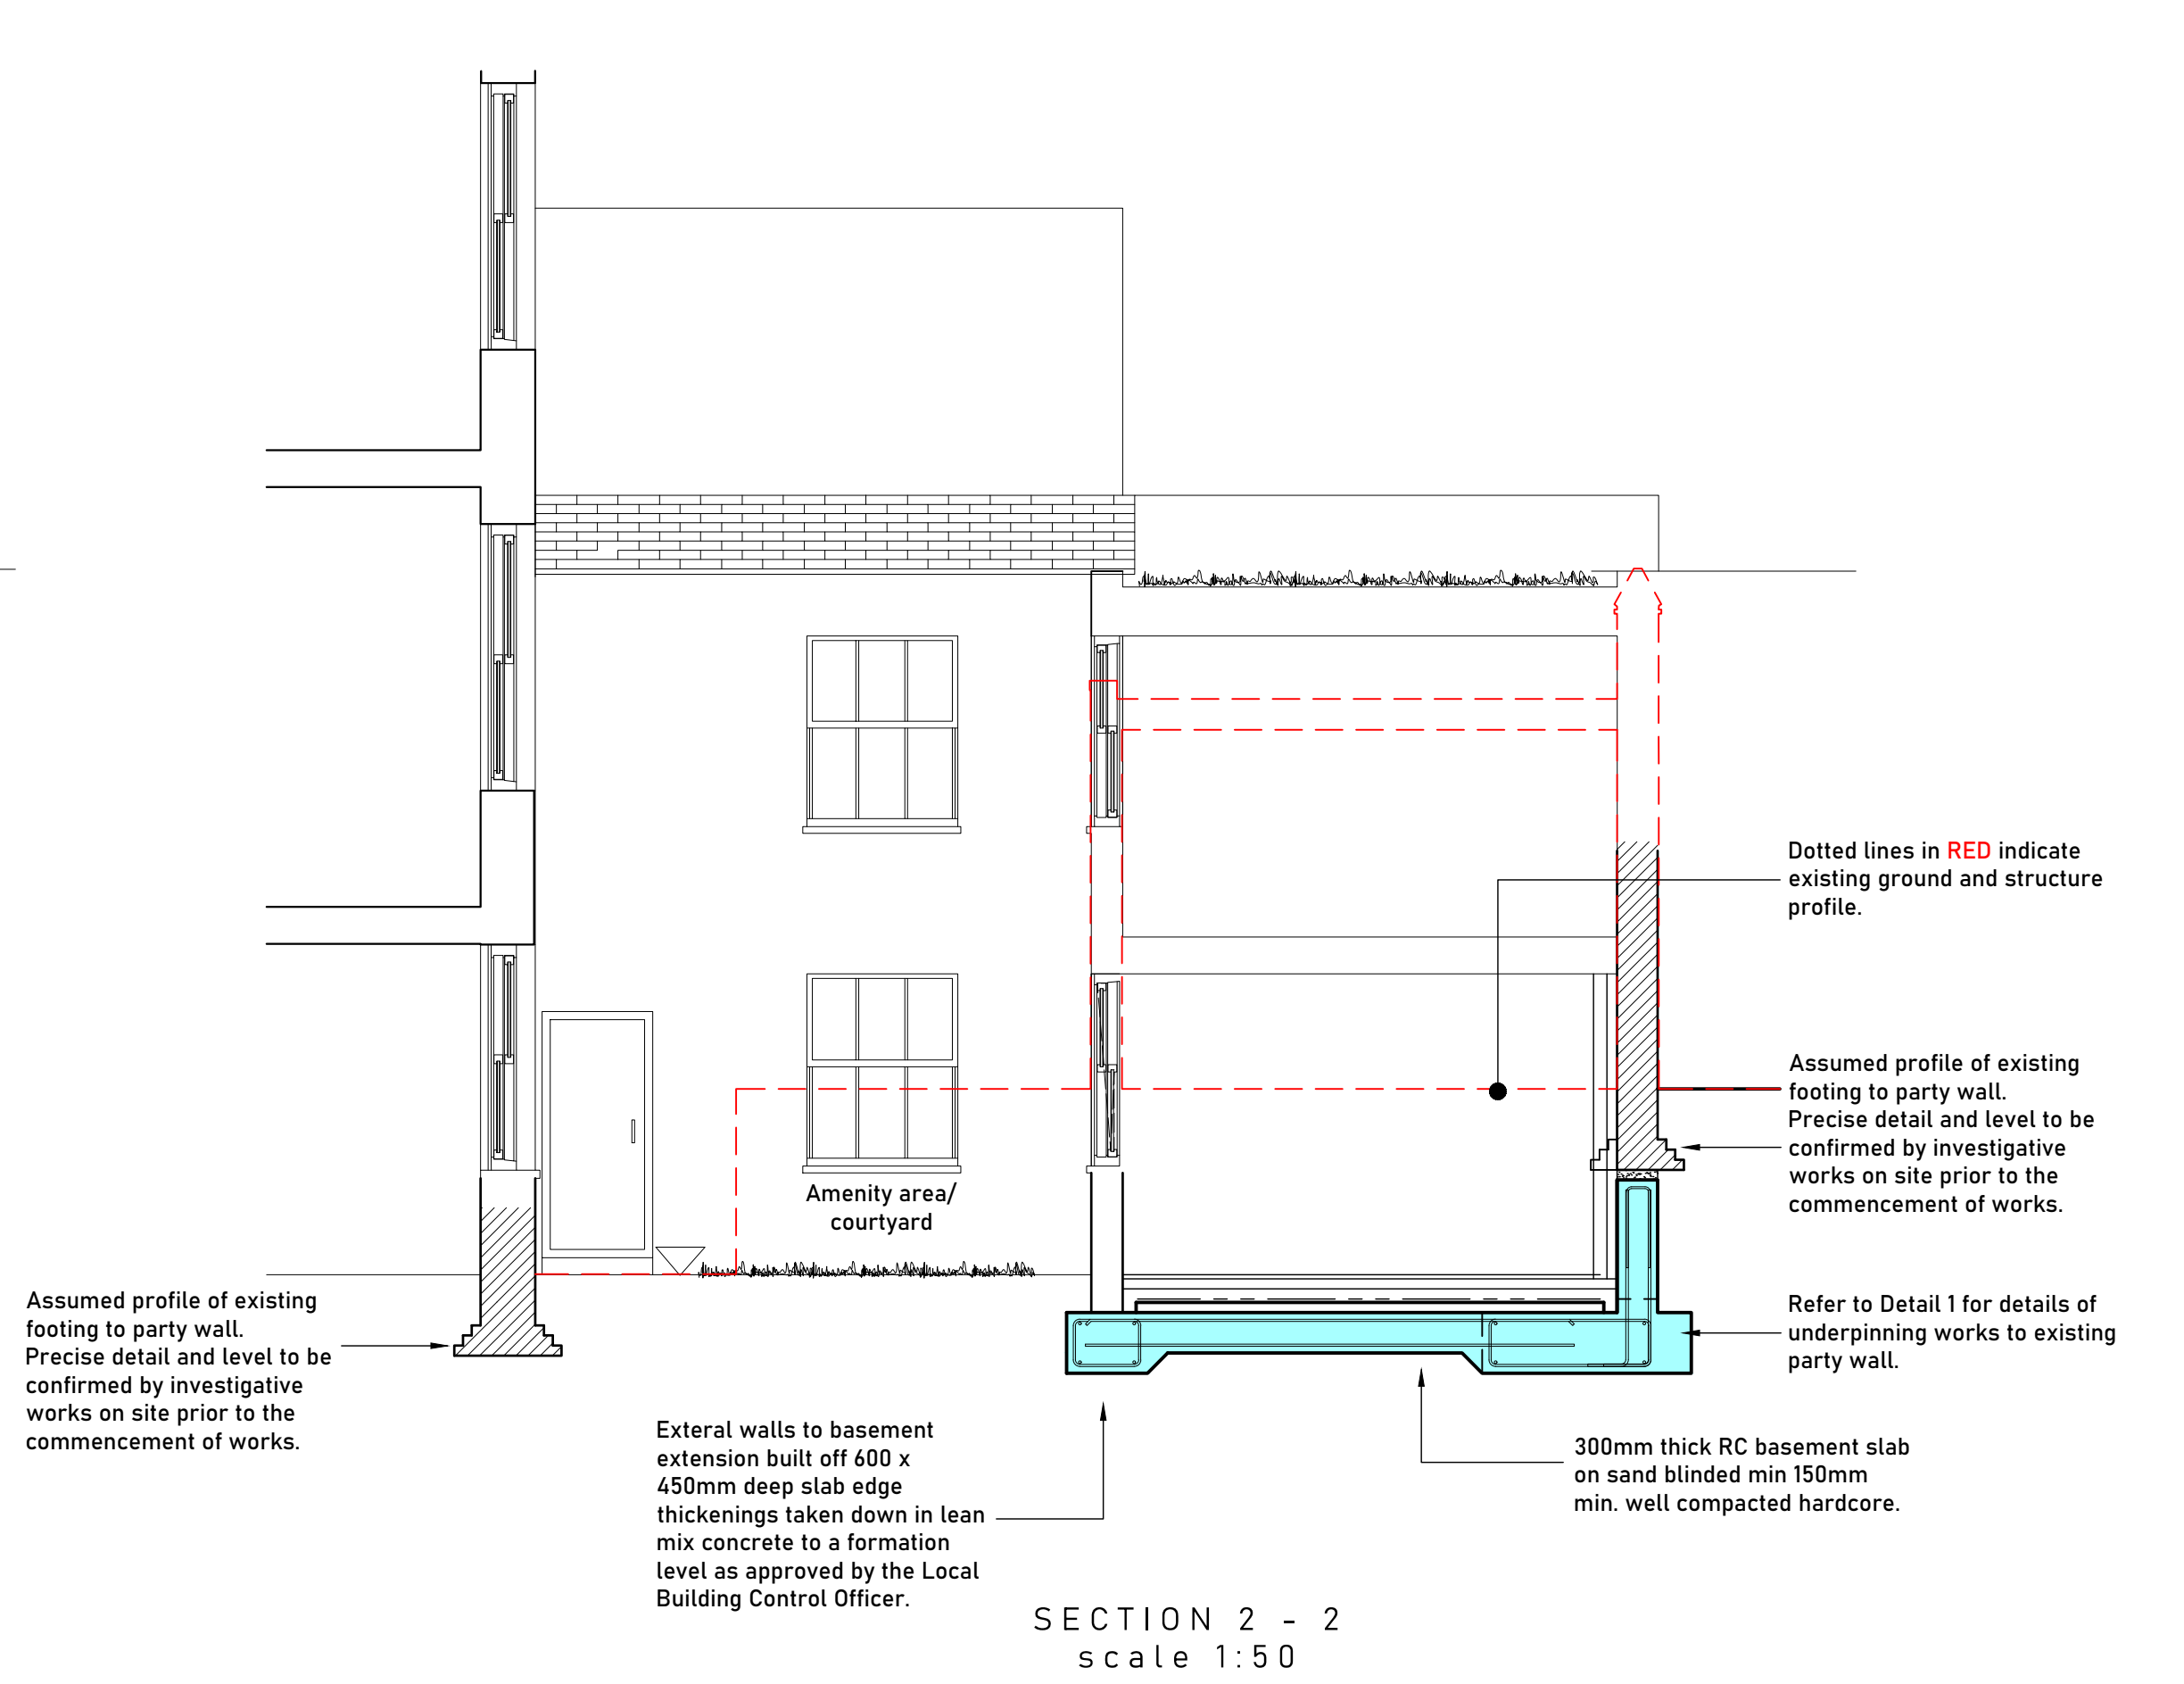 Dotted lines in RED indicate
existing ground and structure
profile.
Assumed profile of existing
footing to party wall.
Precise detail and level to be
confirmed by investigative
works on site prior to the
commencement of works.
Amenity area/
courtyard
Assumed profile of existing
footing to party wall.
Precise detail and level to be
confirmed by investigative
works on site prior to the
commencement of works.
Refer to Detail 1 for details of
underpinning works to existing
party wall.
Exteral walls to basement
extension built off 600 x
450mm deep slab edge
thickenings taken down in lean
mix concrete to a formation
level as approved by the Local
Building Control Officer.
300mm thick RC basement slab
on sand blinded min 150mm
min. well compacted hardcore.
SECTION 2 - 2
scale 1:50